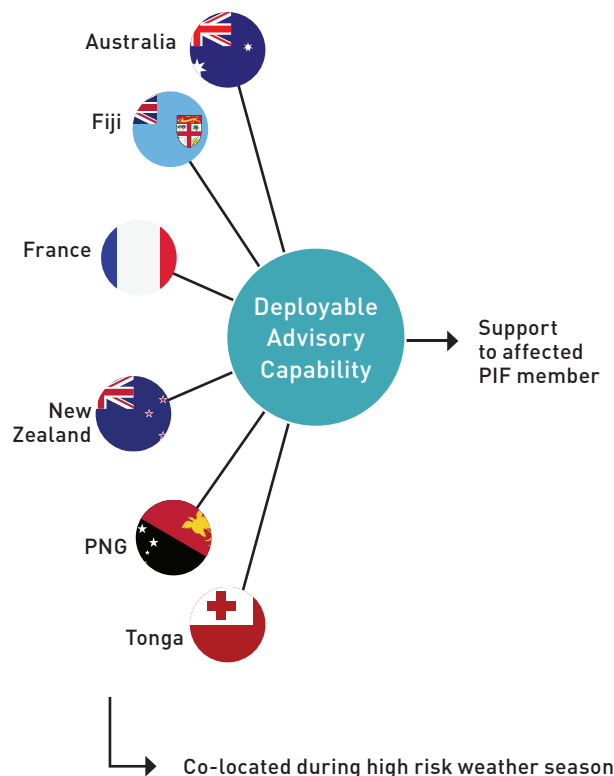 Australia
Fiji
France
New
Zealand
PNG
Tonga
Deployable
Advisory
Capability
Support
to affected
PIF member
Co-located during high risk weather season